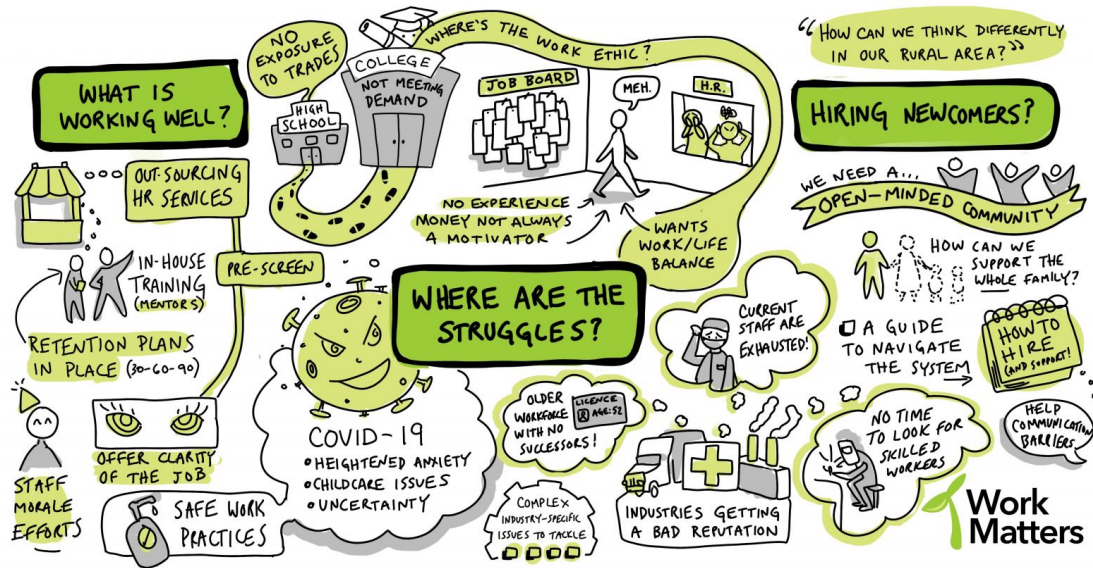 WHAT IS
WORKING WELL?
OUT-SOURCING
HR SERVICES
PRE-SCREEN
IN-HOUSE
TRAINING
(MENTORS)
RETENTION PLANS
IN PLACE (30-60-90)
OFFER CLARITY
OF THE JOB
STAFF
MORALE
EFFORTS
SAFE WORK
PRACTICES
NO
EXPOSURE
TO TRADES
HIGH
SCHOOL
COLLEGE
NOT MEETING
DEMAND
WHERE'S THE WORK ETHIC?
JOB BOARD
MEH.
H.R.
NO EXPERIENCE
MONEY NOT ALWAYS
A MOTIVATOR
WANTS
WORK/LIFE
BALANCE
WHERE ARE THE
STRUGGLES?
COVID-19
• HEIGHTENED ANXIETY
• CHILDCARE ISSUES
• UNCERTAINTY
OLDER
WORKFORCE
WITH NO
SUCCESSORS!
LICENCE
AGE: 52
COMPLEX
INDUSTRY-SPECIFIC
ISSUES TO TACKLE
CURRENT
STAFF ARE
EXHAUSTED!
INDUSTRIES GETTING
A BAD REPUTATION
NO TIME
TO LOOK FOR
SKILLED
WORKERS
"HOW CAN WE THINK DIFFERENTLY
IN OUR RURAL AREA?"
HIRING NEWCOMERS?
WE NEED A...
OPEN-MINDED COMMUNITY
HOW CAN WE
SUPPORT THE
WHOLE FAMILY?
A GUIDE
TO NAVIGATE
THE SYSTEM
HOW TO
HIRE
(AND SUPPORT!)
HELP
COMMUNICATION
BARRIERS
Work
Matters